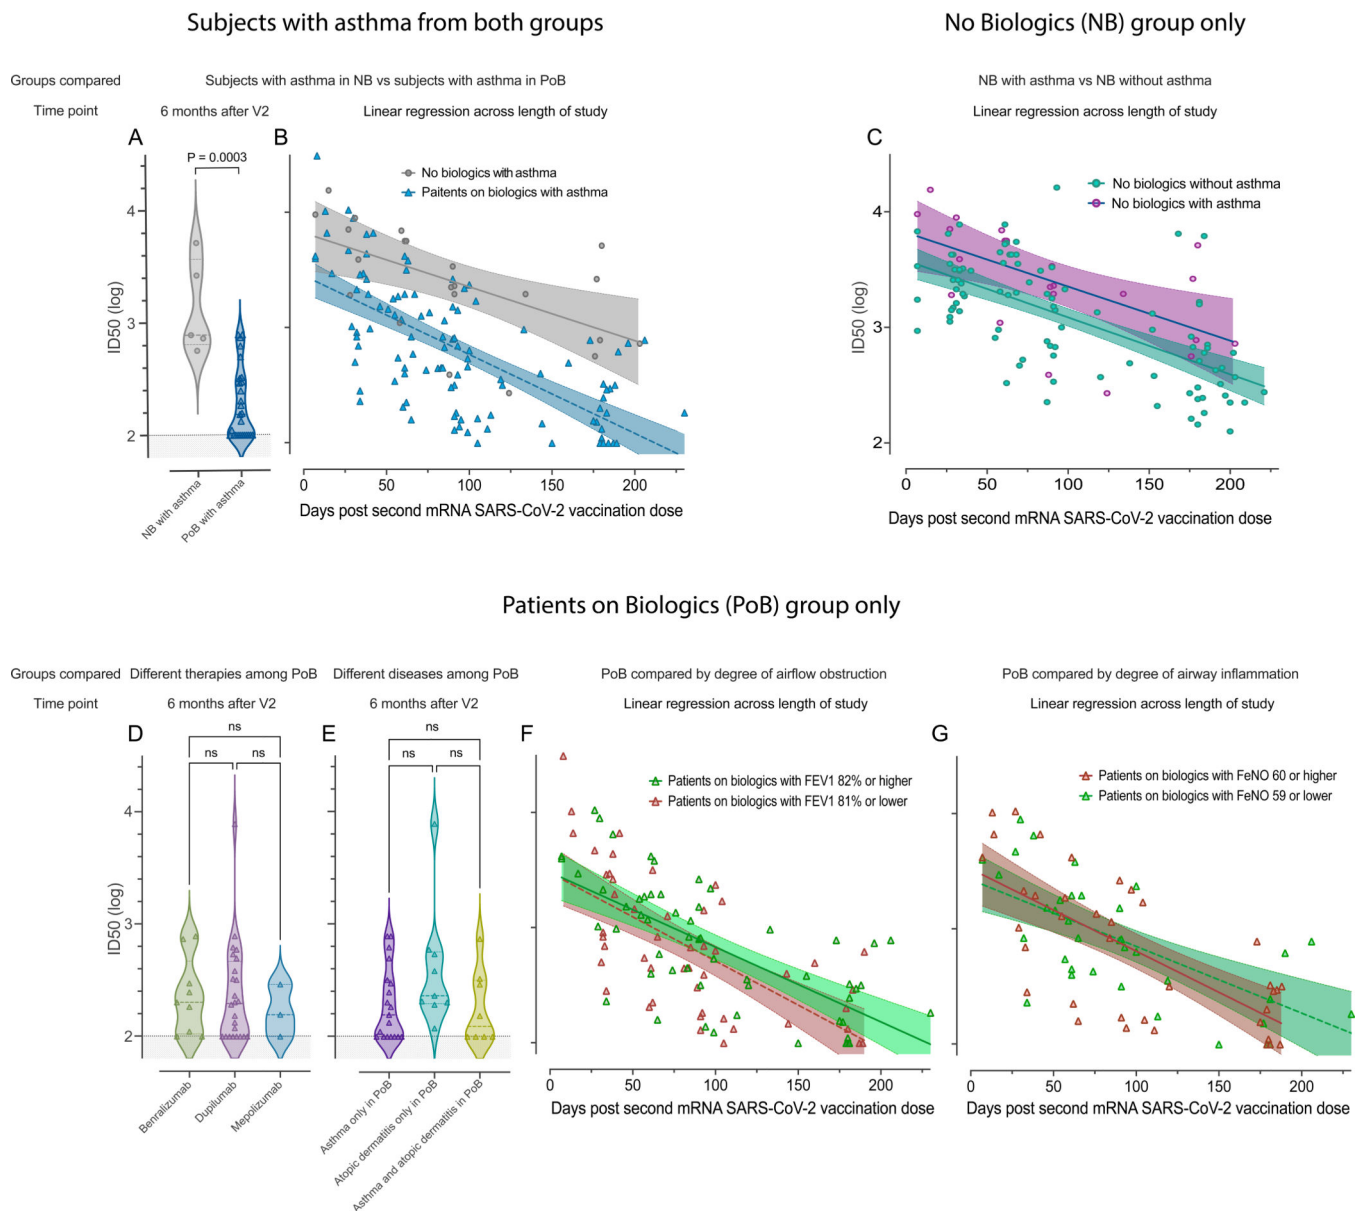 Subjects with asthma from both groups
No Biologics (NB) group only
Groups compared
Subjects with asthma in NB vs subjects with asthma in PoB
NB with asthma vs NB without asthma
Time point
6 months after V2
Linear regression across length of study
Linear regression across length of study
A
B
C
P = 0.0003
No biologics with asthma
Paitents on biologics with asthma
No biologics without asthma
No biologics with asthma
ID50 (log)
4
3
2
NB with asthma
PoB with asthma
0
50
100
150
200
Days post second mRNA SARS-CoV-2 vaccination dose
ID50 (log)
4
3
2
0
50
100
150
200
Days post second mRNA SARS-CoV-2 vaccination dose
Patients on Biologics (PoB) group only
Groups compared
Different therapies among PoB
Different diseases among PoB
PoB compared by degree of airflow obstruction
PoB compared by degree of airway inflammation
Time point
6 months after V2
6 months after V2
Linear regression across length of study
Linear regression across length of study
D
E
F
G
ns
ns
ns
ns
ns
ns
Patients on biologics with FEV1 82% or higher
Patients on biologics with FEV1 81% or lower
Patients on biologics with FeNO 60 or higher
Patients on biologics with FeNO 59 or lower
ID50 (log)
4
3
2
Benralizumab
Dupilumab
Mepolizumab
Asthma only in PoB
Atopic dermatitis only in PoB
Asthma and atopic dermatitis in PoB
0
50
100
150
200
Days post second mRNA SARS-CoV-2 vaccination dose
0
50
100
150
200
Days post second mRNA SARS-CoV-2 vaccination dose